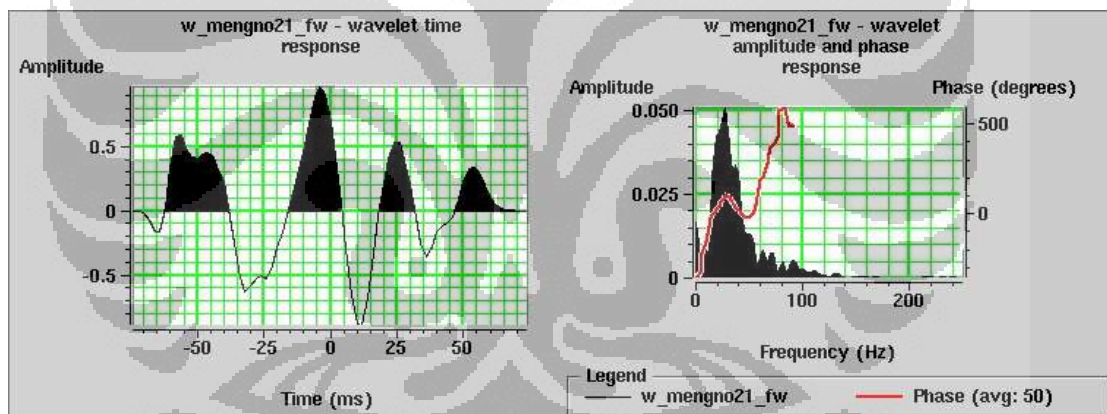 w_mengno21_fw - wavelet time
response
Amplitude
0.5
0
-0.5
-50
-25
0
25
50
Time (ms)
w_mengno21_fw - wavelet
amplitude and phase
response
Amplitude
Phase (degrees)
0.050
0.025
0
500
0
0
100
200
Frequency (Hz)
Legend
w_mengno21_fw
Phase (avg: 50)